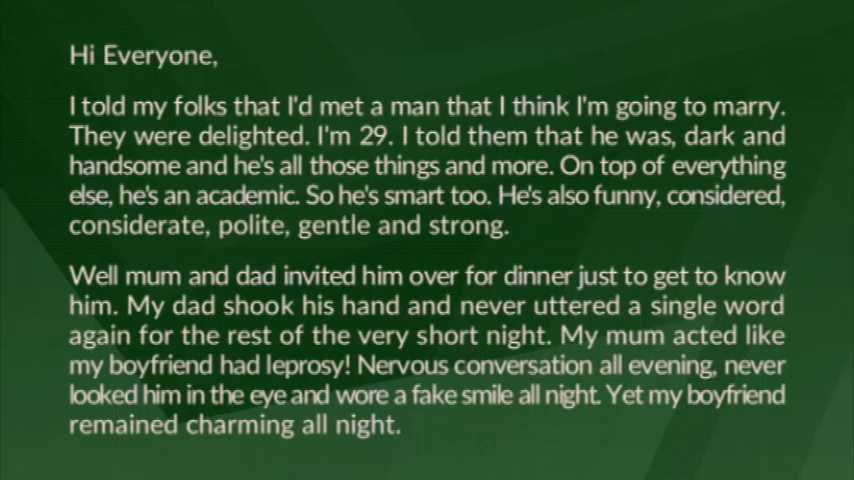 Hi Everyone,
I told my folks that I'd met a man that I think I'm going to marry.
They were delighted. I'm 29. I told them that he was, dark and
handsome and he's all those things and more. On top of everything
else, he's an academic. So he's smart too. He's also funny, considered,
considerate, polite, gentle and strong.
Well mum and dad invited him over for dinner just to get to know
him. My dad shook his hand and never uttered a single word
again for the rest of the very short night. My mum acted like
my boyfriend had leprosy! Nervous conversation all evening, never
looked him in the eye and wore a fake smile all night. Yet my boyfriend
remained charming all night.